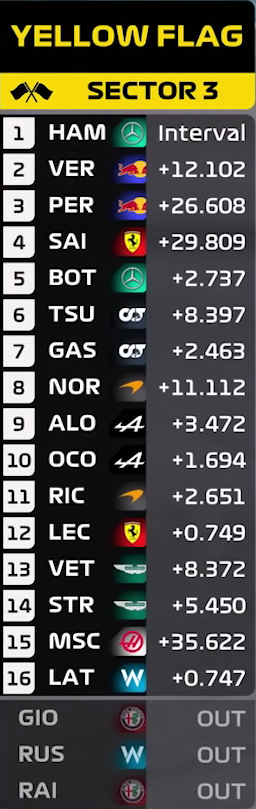 YELLOW FLAG
SECTOR 3
1 HAM Interval
2 VER +12.102
3 PER +26.608
4 SAI +29.809
5 BOT +2.737
6 TSU +8.397
7 GAS +2.463
8 NOR +11.112
9 ALO +3.472
10 OCO +1.694
11 RIC +2.651
12 LEC +0.749
13 VET +8.372
14 STR +5.450
15 MSC +35.622
16 LAT W +0.747
GIO OUT
RUS W OUT
RAI OUT